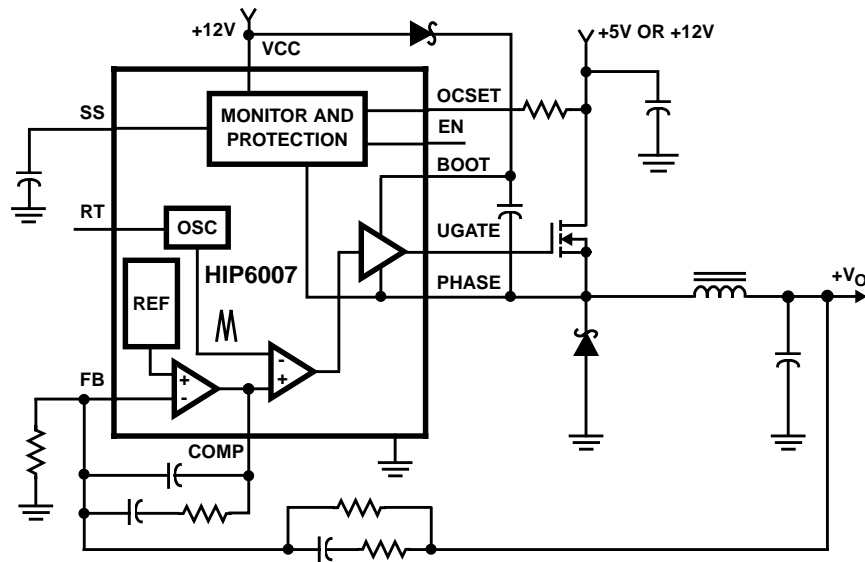 +12V
VCC
+5V OR +12V
SS
MONITOR AND
PROTECTION
OCSET
EN
BOOT
RT
OSC
UGATE
HIP6007
PHASE
+VO
REF
FB
+
-
-
+
COMP